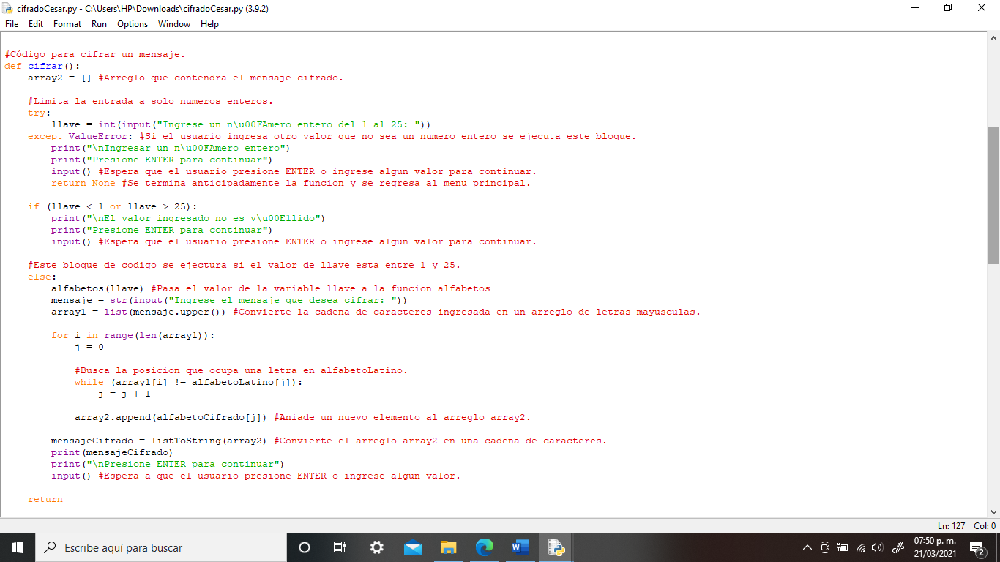 cifradoCesar.py - C:\Users\HP\Downloads\cifradoCesar.py (3.9.2)
File Edit Format Run Options Window Help
#Código para cifrar un mensaje.
def cifrar():
    array2 = [] #Arreglo que contendra el mensaje cifrado.

    #Limita la entrada a solo numeros enteros.
    try:
        llave = int(input("Ingrese un n\u00FAmero entero del 1 al 25: "))
    except ValueError: #Si el usuario ingresa otro valor que no sea un numero entero se ejecuta este bloque.
        print("\nIngresar un n\u00FAmero entero")
        print("Presione ENTER para continuar")
        input() #Espera que el usuario presione ENTER o ingrese algun valor para continuar.
        return None #Se termina anticipadamente la funcion y se regresa al menu principal.

    if (llave < 1 or llave > 25):
        print("\nEl valor ingresado no es v\u00E1lido")
        print("Presione ENTER para continuar")
        input() #Espera que el usuario presione ENTER o ingrese algun valor para continuar.

    #Este bloque de codigo se ejectura si el valor de llave esta entre 1 y 25.
    else:
        alfabetos(llave) #Pasa el valor de la variable llave a la funcion alfabetos
        mensaje = str(input("Ingrese el mensaje que desea cifrar: "))
        array1 = list(mensaje.upper()) #Convierte la cadena de caracteres ingresada en un arreglo de letras mayusculas.

        for i in range(len(array1)):
            j = 0

            #Busca la posicion que ocupa una letra en alfabetoLatino.
            while (array1[i] != alfabetoLatino[j]):
                j = j + 1

            array2.append(alfabetoCifrado[j]) #Aniade un nuevo elemento al arreglo array2.

        mensajeCifrado = listToString(array2) #Convierte el arreglo array2 en una cadena de caracteres.
        print(mensajeCifrado)
        print("\nPresione ENTER para continuar")
        input() #Espera a que el usuario presione ENTER o ingrese algun valor.

    return
Ln: 127 Col: 0
Escribe aquí para buscar
07:50 p. m.
21/03/2021
2